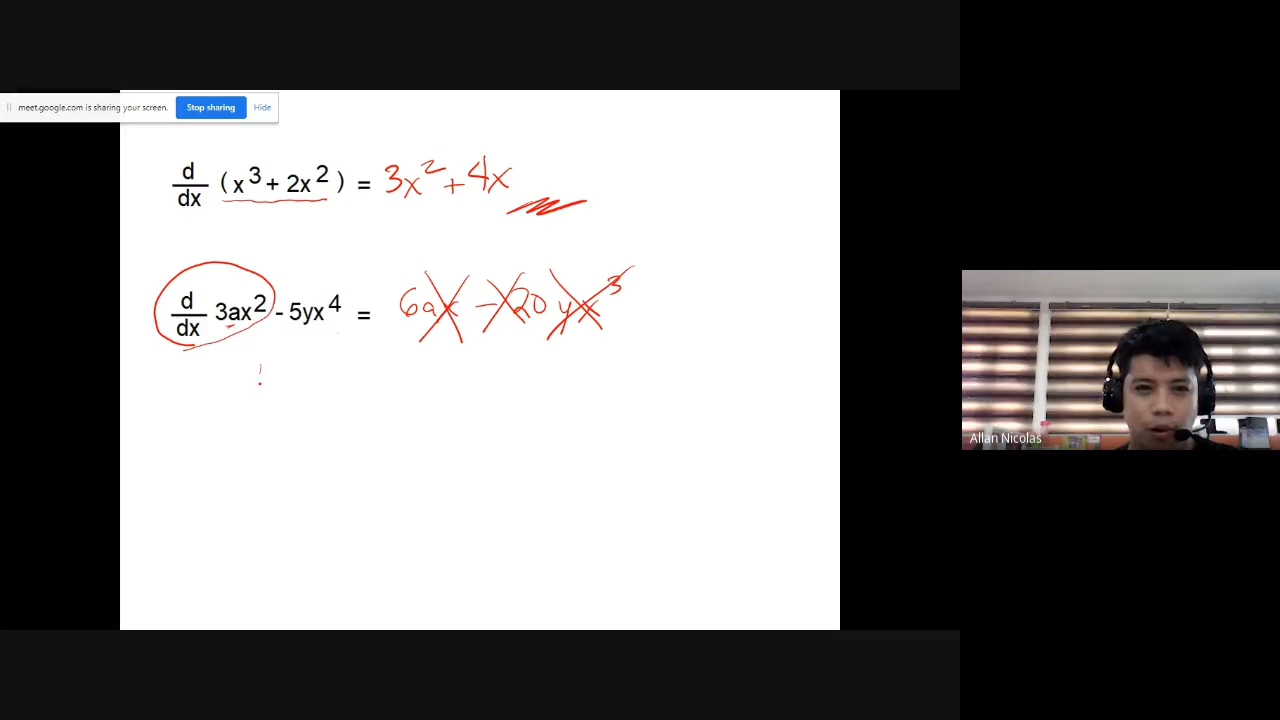 meet.google.com is sharing your screen. Stop sharing Hide
d/dx (x³ + 2x²) = 3x² + 4x
d/dx 3ax² - 5yx⁴ = 6ax - 20yx³
Allan Nicolas